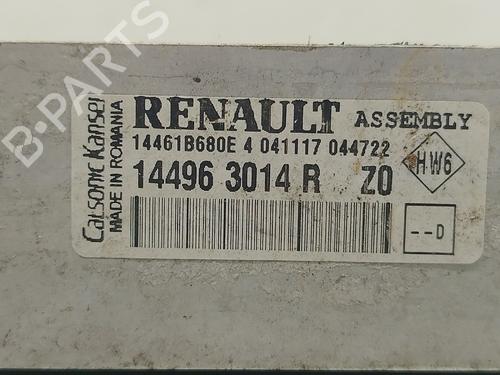 Calsonic Kansei
MADE IN ROMANIA
RENAULT ASSEMBLY
14461B680E 4 041117 044722
14496 3014 R Z0
HW6
--D
B-PARTS